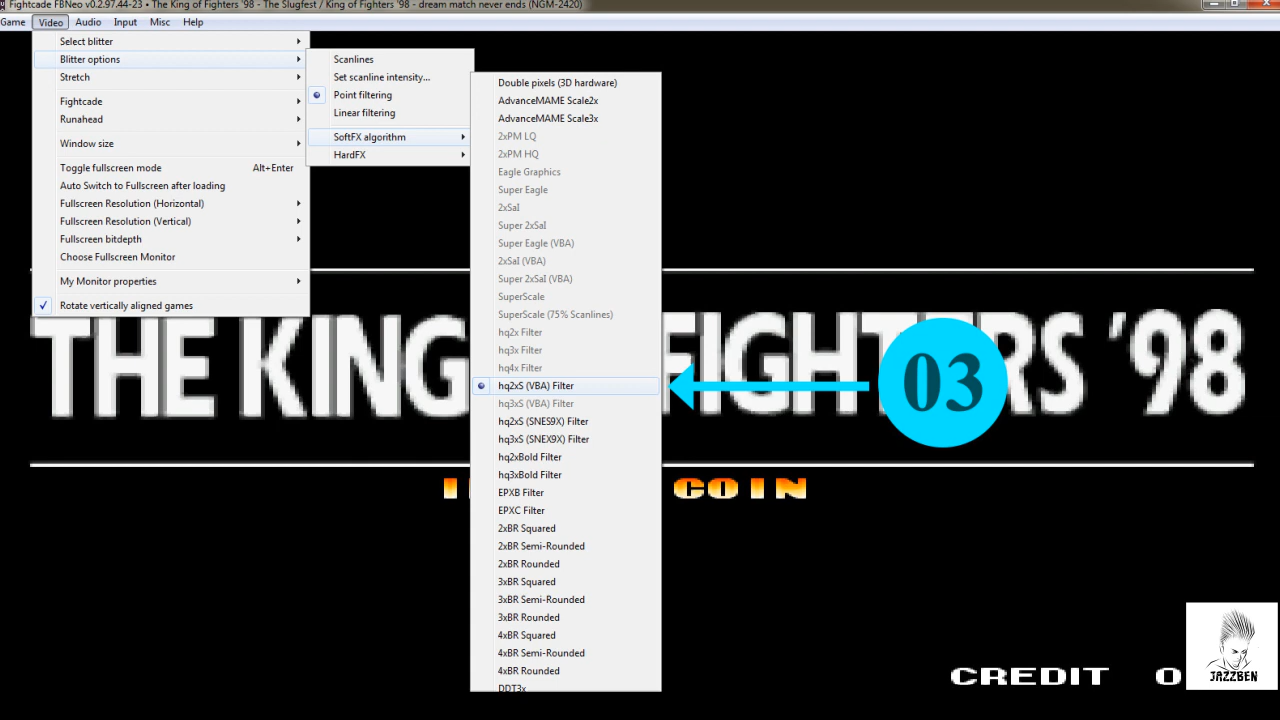 Fightcade FBNeo v0.2.97.44-23 • The King of Fighters '98 - The Slugfest / King of Fighters '98 - dream match never ends (NGM-2420)
Game Video Audio Input Misc Help
Select blitter
Blitter options
Stretch
Fightcade
Runahead
Window size
Toggle fullscreen mode Alt+Enter
Auto Switch to Fullscreen after loading
Fullscreen Resolution (Horizontal)
Fullscreen Resolution (Vertical)
Fullscreen bitdepth
Choose Fullscreen Monitor
My Monitor properties
Rotate vertically aligned games
Scanlines
Set scanline intensity...
Point filtering
Linear filtering
SoftFX algorithm
HardFX
Double pixels (3D hardware)
AdvanceMAME Scale2x
AdvanceMAME Scale3x
2xPM LQ
2xPM HQ
Eagle Graphics
Super Eagle
2xSaI
Super 2xSaI
Super Eagle (VBA)
2xSaI (VBA)
Super 2xSaI (VBA)
SuperScale
SuperScale (75% Scanlines)
hq2x Filter
hq3x Filter
hq4x Filter
hq2xS (VBA) Filter
hq3xS (VBA) Filter
hq2xS (SNES9X) Filter
hq3xS (SNEX9X) Filter
hq2xBold Filter
hq3xBold Filter
EPXB Filter
EPXC Filter
2xBR Squared
2xBR Semi-Rounded
2xBR Rounded
3xBR Squared
3xBR Semi-Rounded
3xBR Rounded
4xBR Squared
4xBR Semi-Rounded
4xBR Rounded
DDT3x
THE KING FIGHTERS '98
03
COIN
CREDIT 0
JAZZBEN